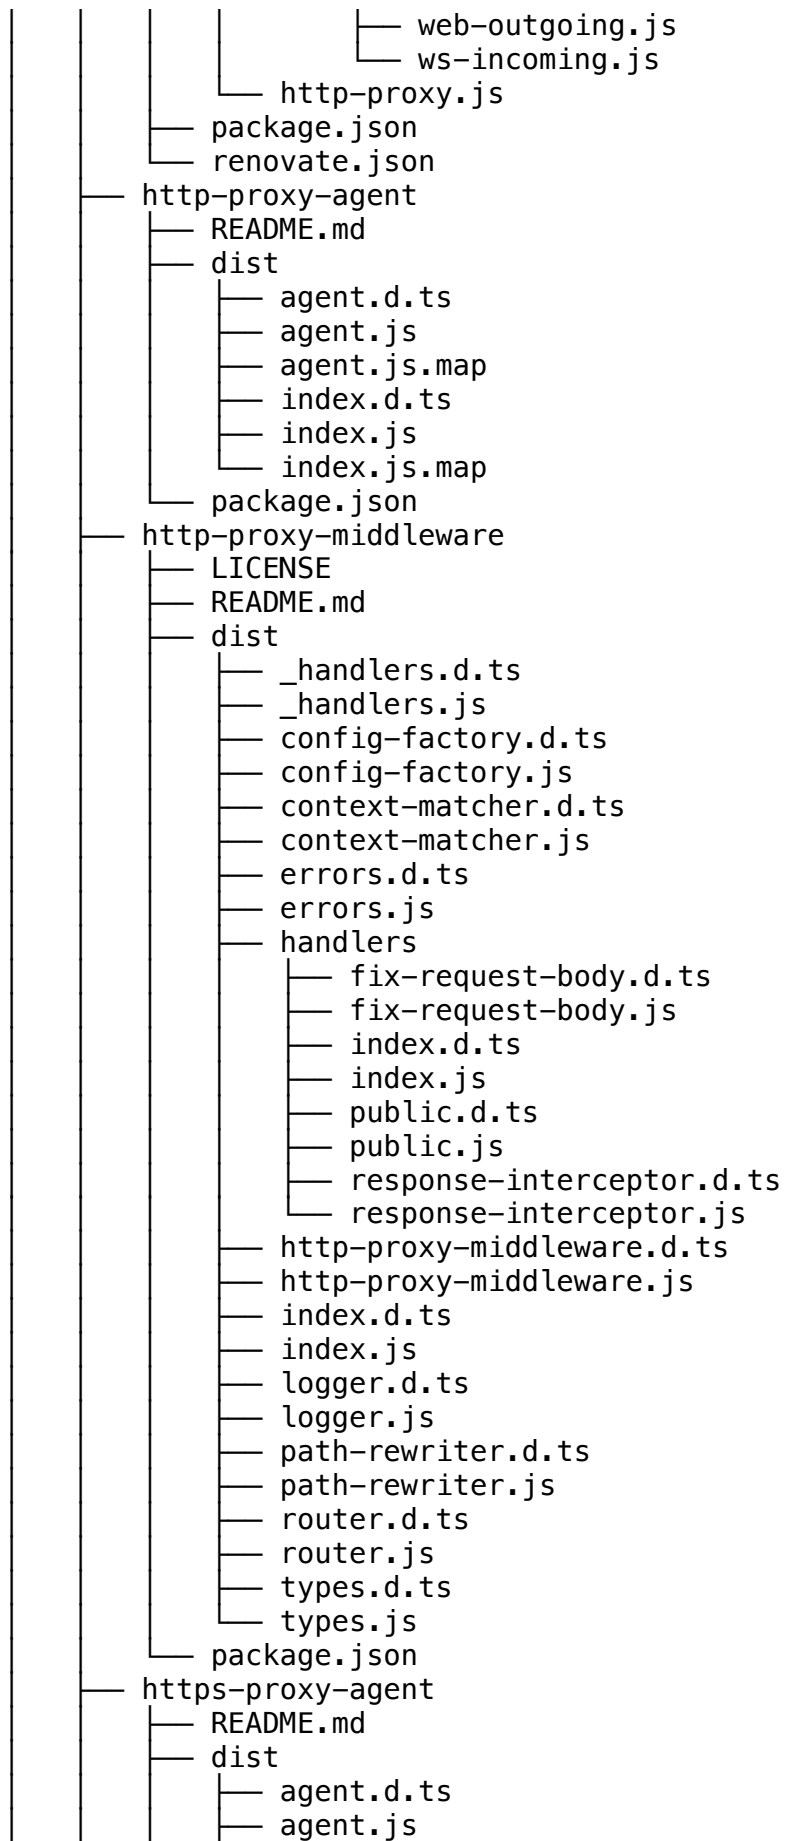 │   │   │   │       ├── web-outgoing.js
│   │   │   │       └── ws-incoming.js
│   │   │   └── http-proxy.js
│   │   ├── package.json
│   │   └── renovate.json
│   ├── http-proxy-agent
│   │   ├── README.md
│   │   ├── dist
│   │   │   ├── agent.d.ts
│   │   │   ├── agent.js
│   │   │   ├── agent.js.map
│   │   │   ├── index.d.ts
│   │   │   ├── index.js
│   │   │   └── index.js.map
│   │   └── package.json
│   ├── http-proxy-middleware
│   │   ├── LICENSE
│   │   ├── README.md
│   │   ├── dist
│   │   │   ├── _handlers.d.ts
│   │   │   ├── _handlers.js
│   │   │   ├── config-factory.d.ts
│   │   │   ├── config-factory.js
│   │   │   ├── context-matcher.d.ts
│   │   │   ├── context-matcher.js
│   │   │   ├── errors.d.ts
│   │   │   ├── errors.js
│   │   │   ├── handlers
│   │   │   │   ├── fix-request-body.d.ts
│   │   │   │   ├── fix-request-body.js
│   │   │   │   ├── index.d.ts
│   │   │   │   ├── index.js
│   │   │   │   ├── public.d.ts
│   │   │   │   ├── public.js
│   │   │   │   ├── response-interceptor.d.ts
│   │   │   │   └── response-interceptor.js
│   │   │   ├── http-proxy-middleware.d.ts
│   │   │   ├── http-proxy-middleware.js
│   │   │   ├── index.d.ts
│   │   │   ├── index.js
│   │   │   ├── logger.d.ts
│   │   │   ├── logger.js
│   │   │   ├── path-rewriter.d.ts
│   │   │   ├── path-rewriter.js
│   │   │   ├── router.d.ts
│   │   │   ├── router.js
│   │   │   ├── types.d.ts
│   │   │   └── types.js
│   │   └── package.json
│   ├── https-proxy-agent
│   │   ├── README.md
│   │   ├── dist
│   │   │   ├── agent.d.ts
│   │   │   ├── agent.js